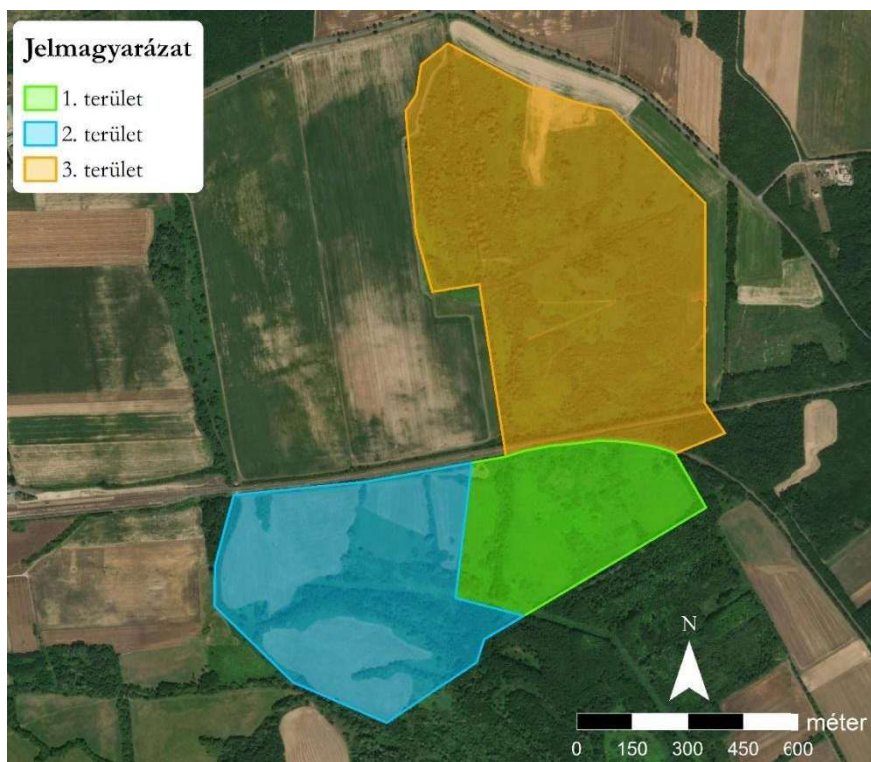 Jelmagyarázat
1. terület
2. terület
3. terület
N
méter
0 150 300 450 600